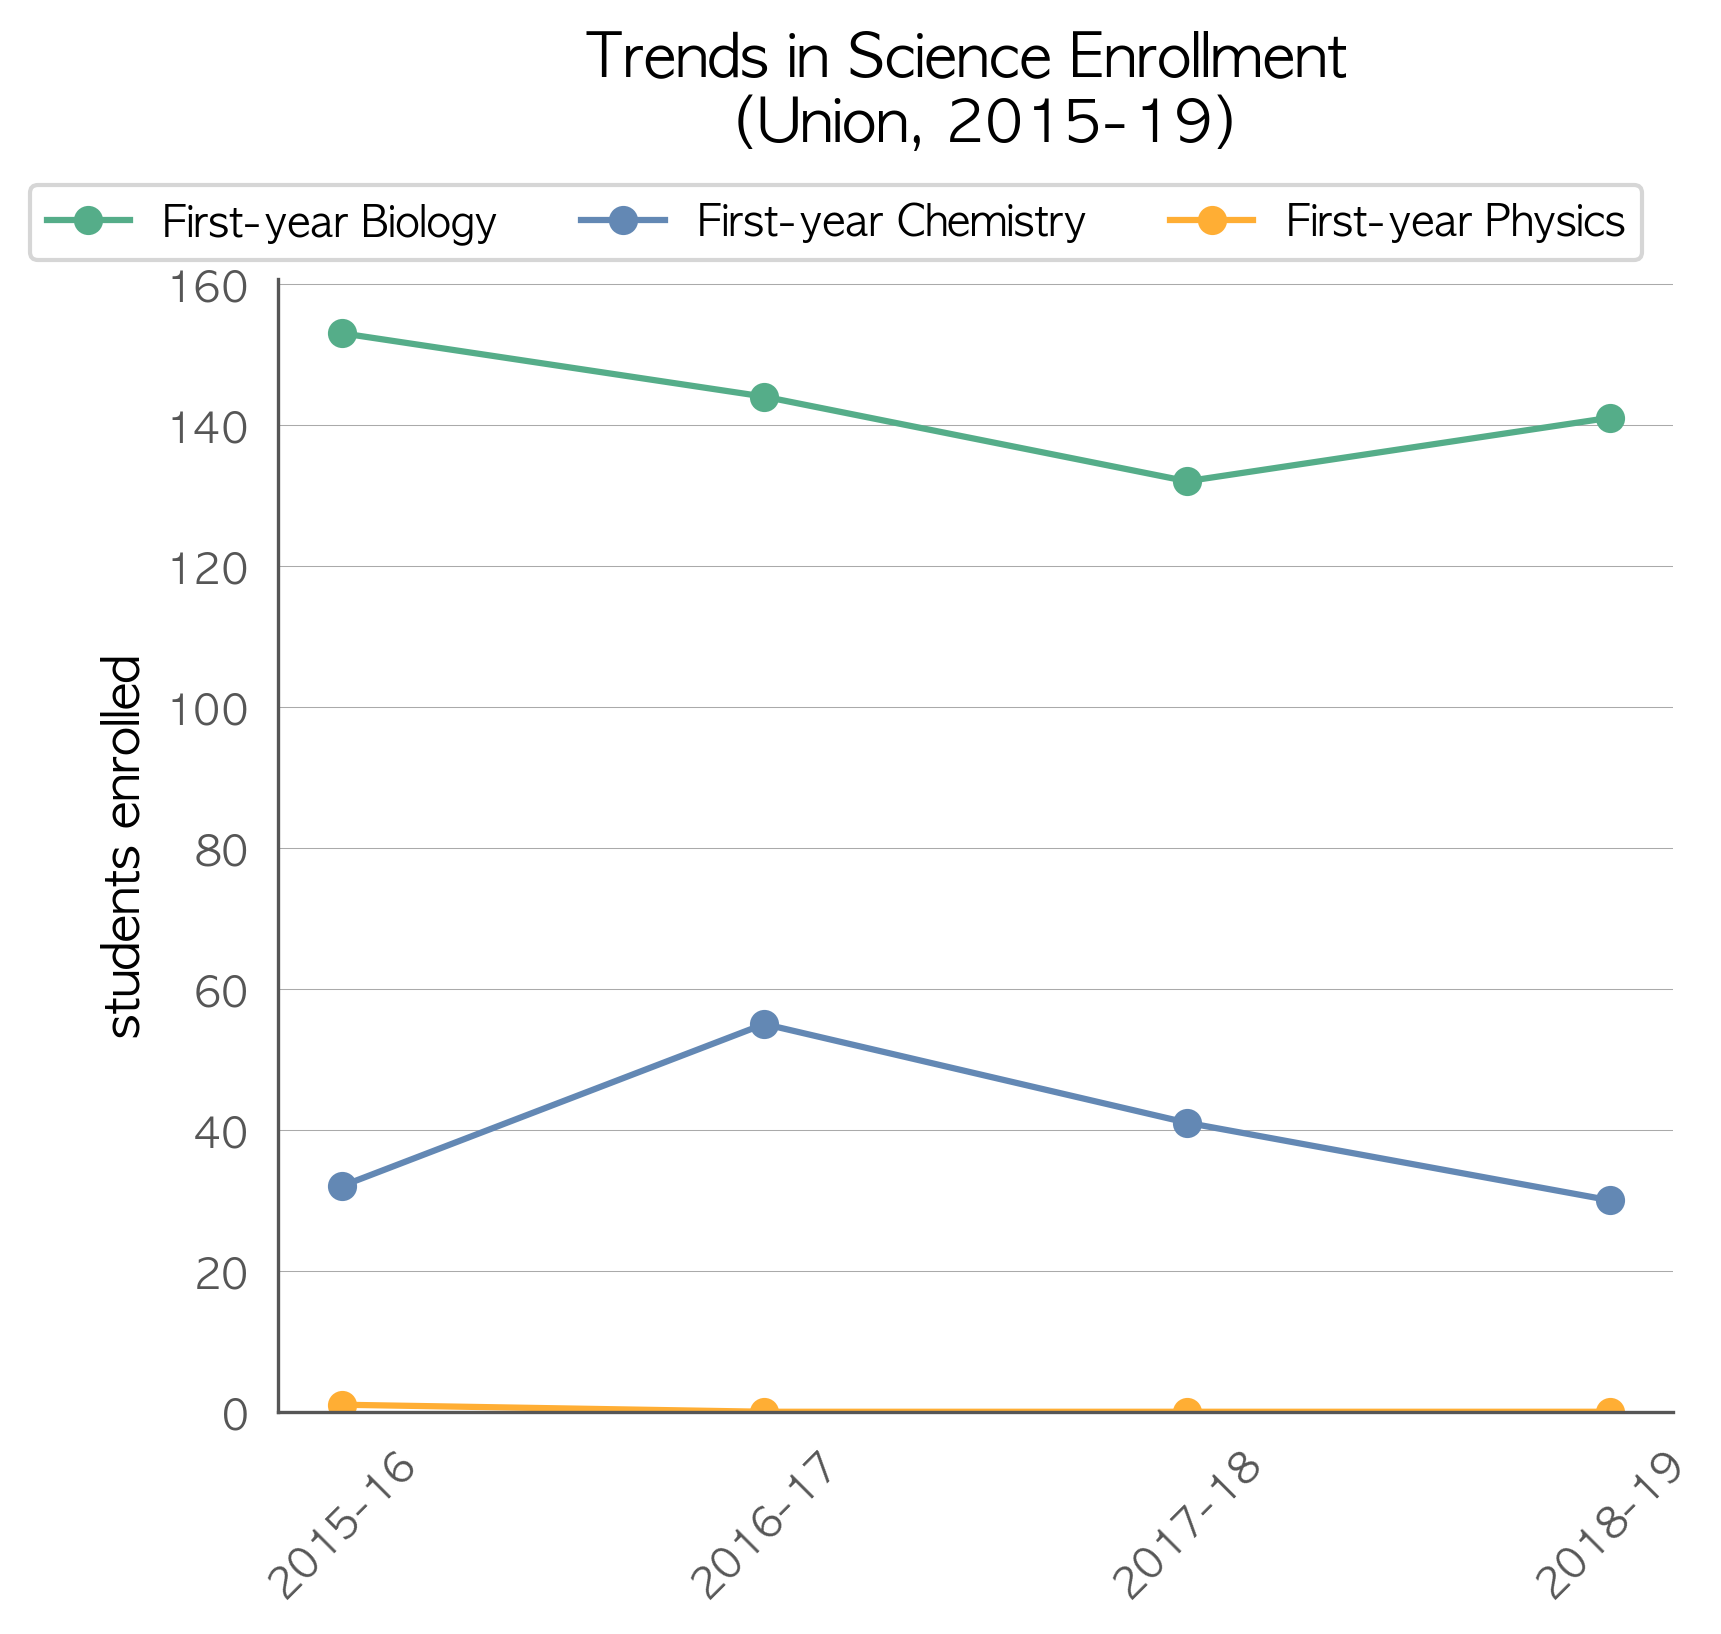 Trends in Science Enrollment
(Union, 2015-19)
First-year Biology First-year Chemistry First-year Physics
160
140
120
100
80
60
40
20
0
students enrolled
2015-16 2016-17 2017-18 2018-19